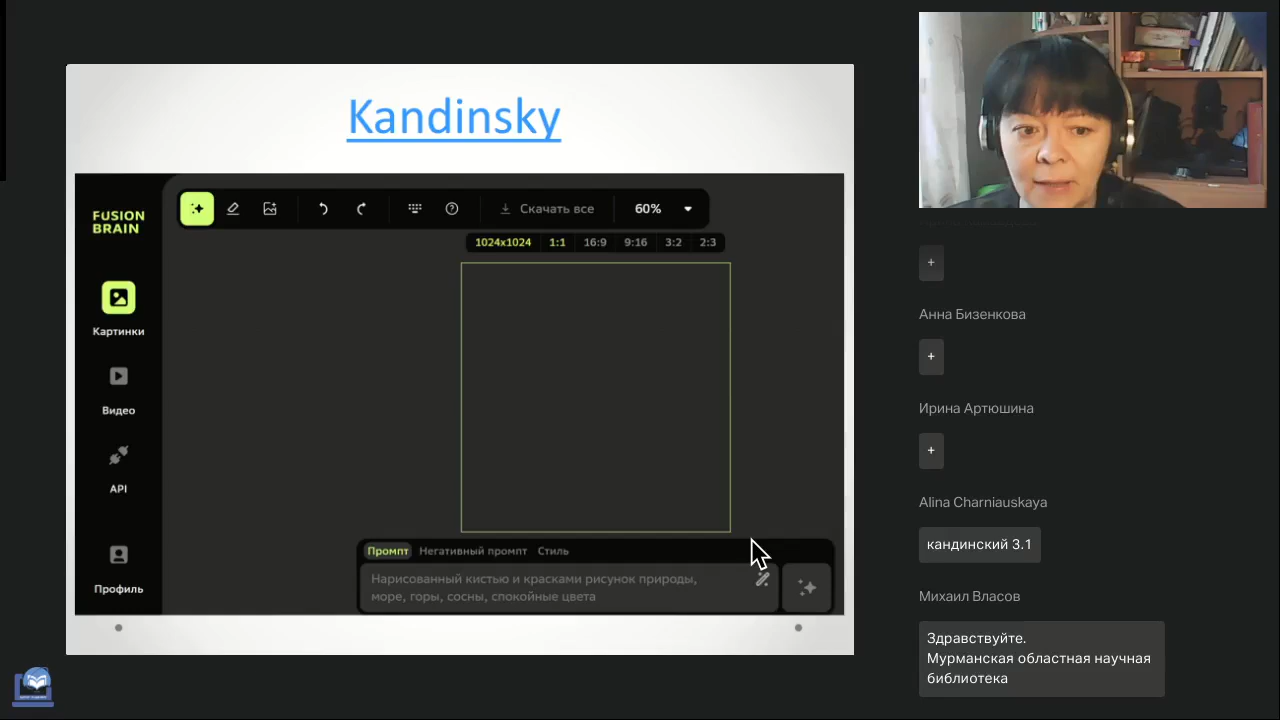 Kandinsky
FUSION
BRAIN
Скачать все
60%
1024x1024 1:1 16:9 9:16 3:2 2:3
Картинки
Видео
API
Профиль
Промпт Негативный промпт Стиль
Нарисованный кистью и красками рисунок природы,
море, горы, сосны, спокойные цвета
+
Анна Бизенкова
+
Ирина Артюшина
+
Alina Charniauskaya
кандинский 3.1
Михаил Власов
Здравствуйте.
Мурманская областная научная
библиотека